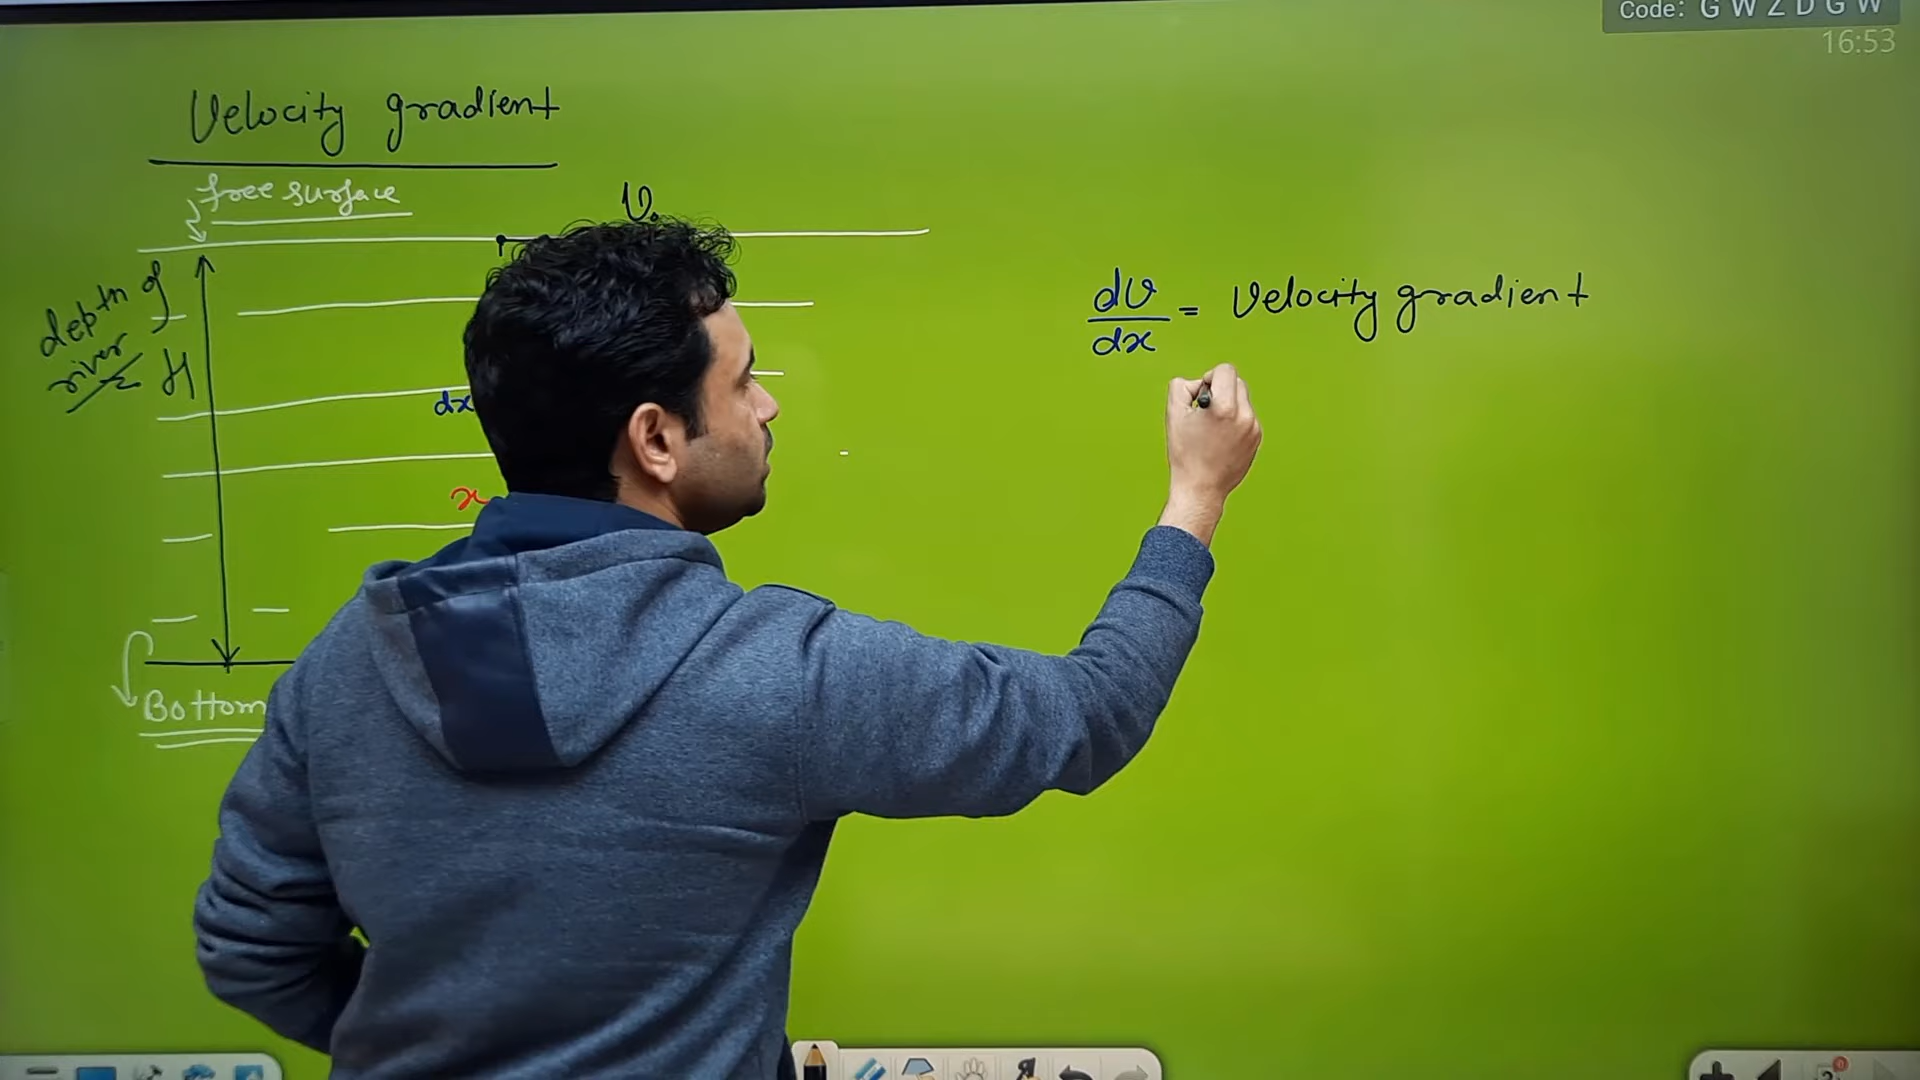 Code: G W Z D G W
16:53
Velocity gradient
free surface
V₀
depth of
river
H
dx
x
Bottom
dv/dx = Velocity gradient